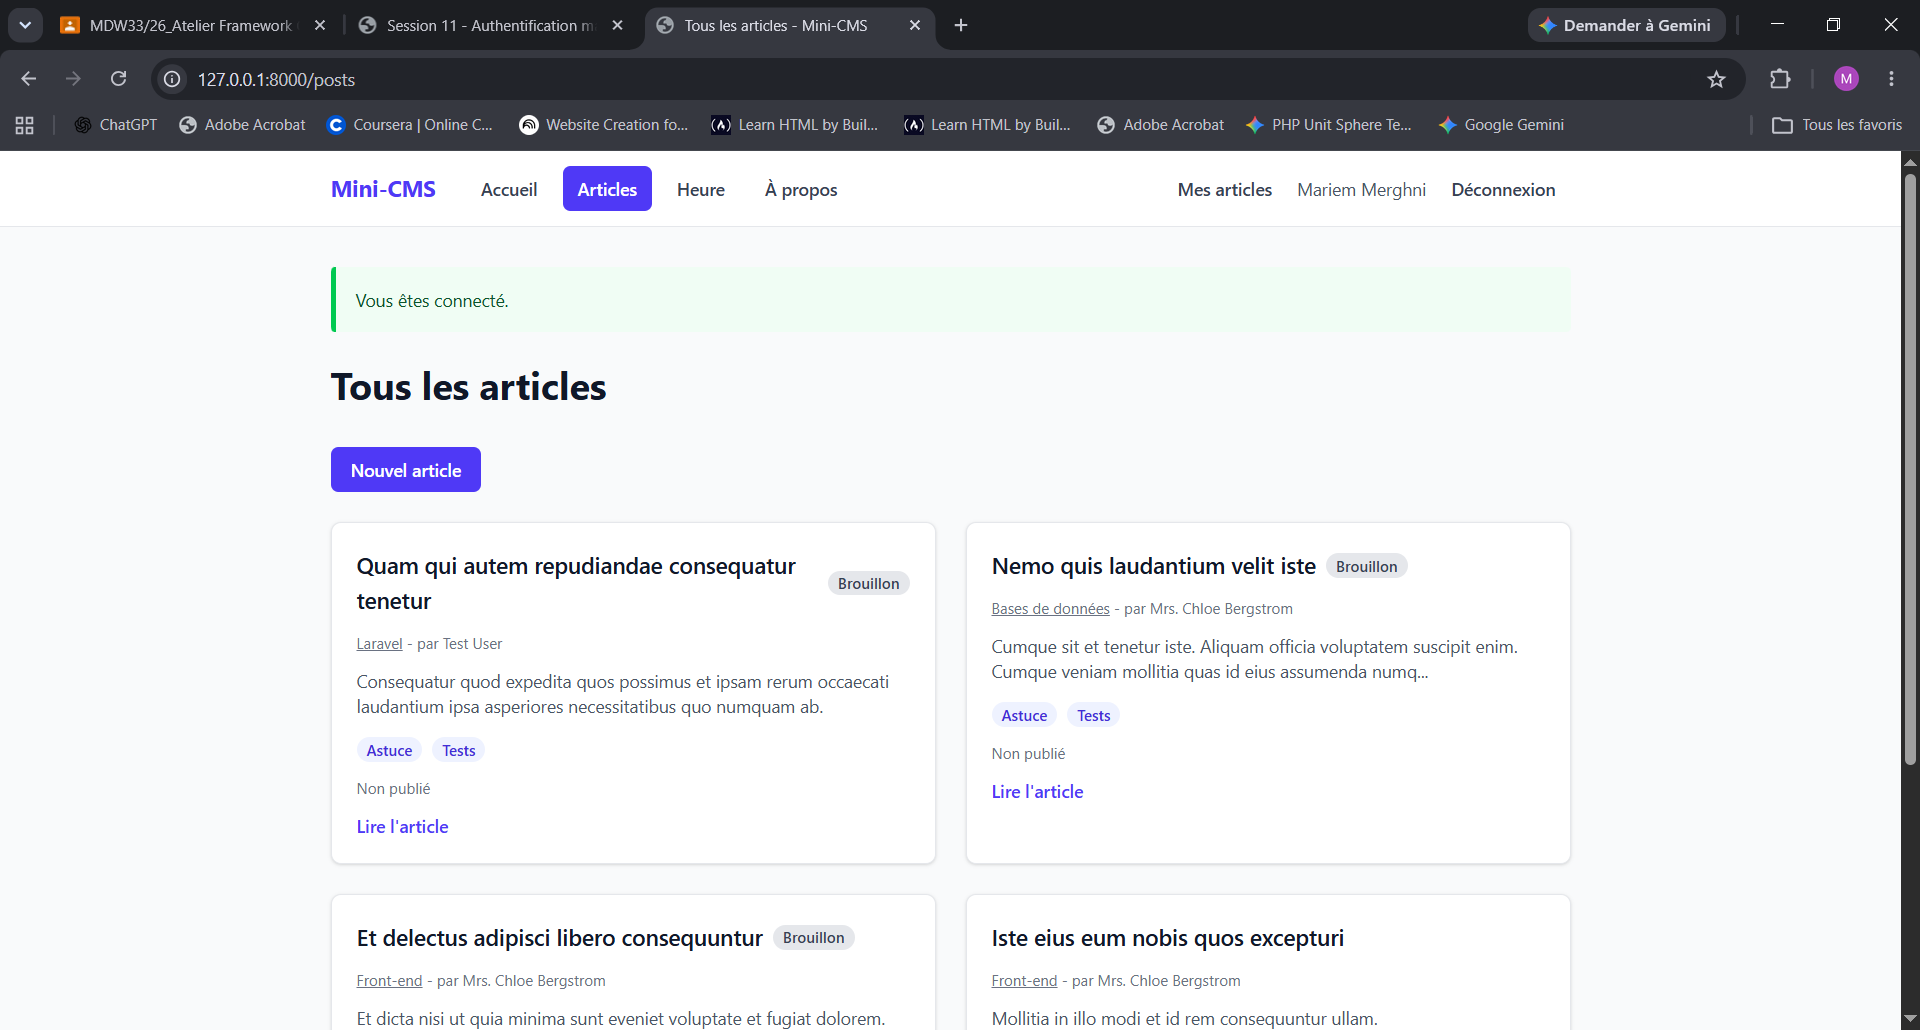 MDW33/26_Atelier Framework
Session 11 - Authentification m
Tous les articles - Mini-CMS
Demander à Gemini
127.0.0.1:8000/posts
M
ChatGPT
Adobe Acrobat
Coursera | Online C...
Website Creation fo...
Learn HTML by Buil...
Learn HTML by Buil...
Adobe Acrobat
PHP Unit Sphere Te...
Google Gemini
Tous les favoris
Mini-CMS
Accueil
Articles
Heure
À propos
Mes articles
Mariem Merghni
Déconnexion
Vous êtes connecté.
Tous les articles
Nouvel article
Quam qui autem repudiandae consequatur
tenetur
Brouillon
Laravel - par Test User
Consequatur quod expedita quos possimus et ipsam rerum occaecati
laudantium ipsa asperiores necessitatibus quo numquam ab.
Astuce Tests
Non publié
Lire l'article
Nemo quis laudantium velit iste Brouillon
Bases de données - par Mrs. Chloe Bergstrom
Cumque sit et tenetur iste. Aliquam officia voluptatem suscipit enim.
Cumque veniam mollitia quas id eius assumenda numq...
Astuce Tests
Non publié
Lire l'article
Et delectus adipisci libero consequuntur Brouillon
Front-end - par Mrs. Chloe Bergstrom
Et dicta nisi ut quia minima sunt eveniet voluptate et fugiat dolorem.
Iste eius eum nobis quos excepturi
Front-end - par Mrs. Chloe Bergstrom
Mollitia in illo modi et id rem consequuntur ullam.